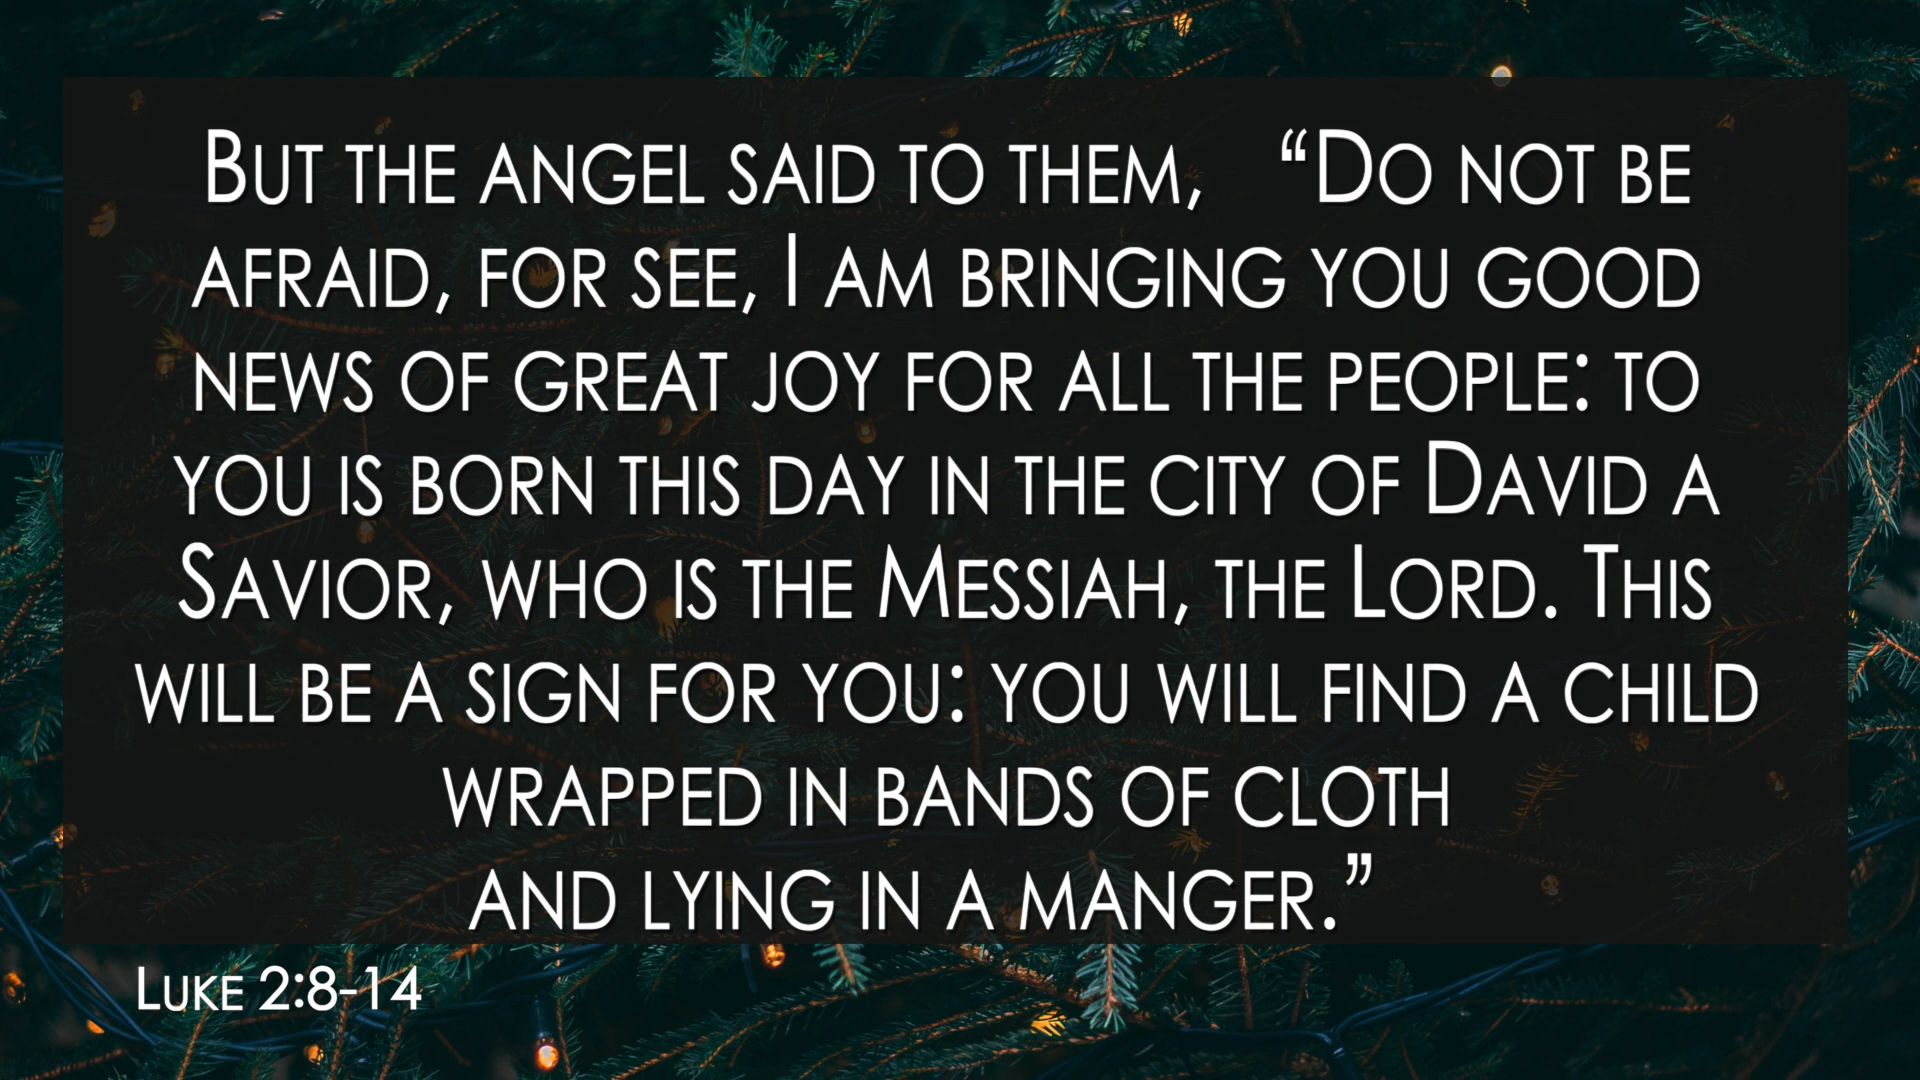 But the angel said to them, “Do not be
afraid, for see, I am bringing you good
news of great joy for all the people: to
you is born this day in the city of David a
Savior, who is the Messiah, the Lord. This
will be a sign for you: you will find a child
wrapped in bands of cloth
and lying in a manger.”
Luke 2:8-14